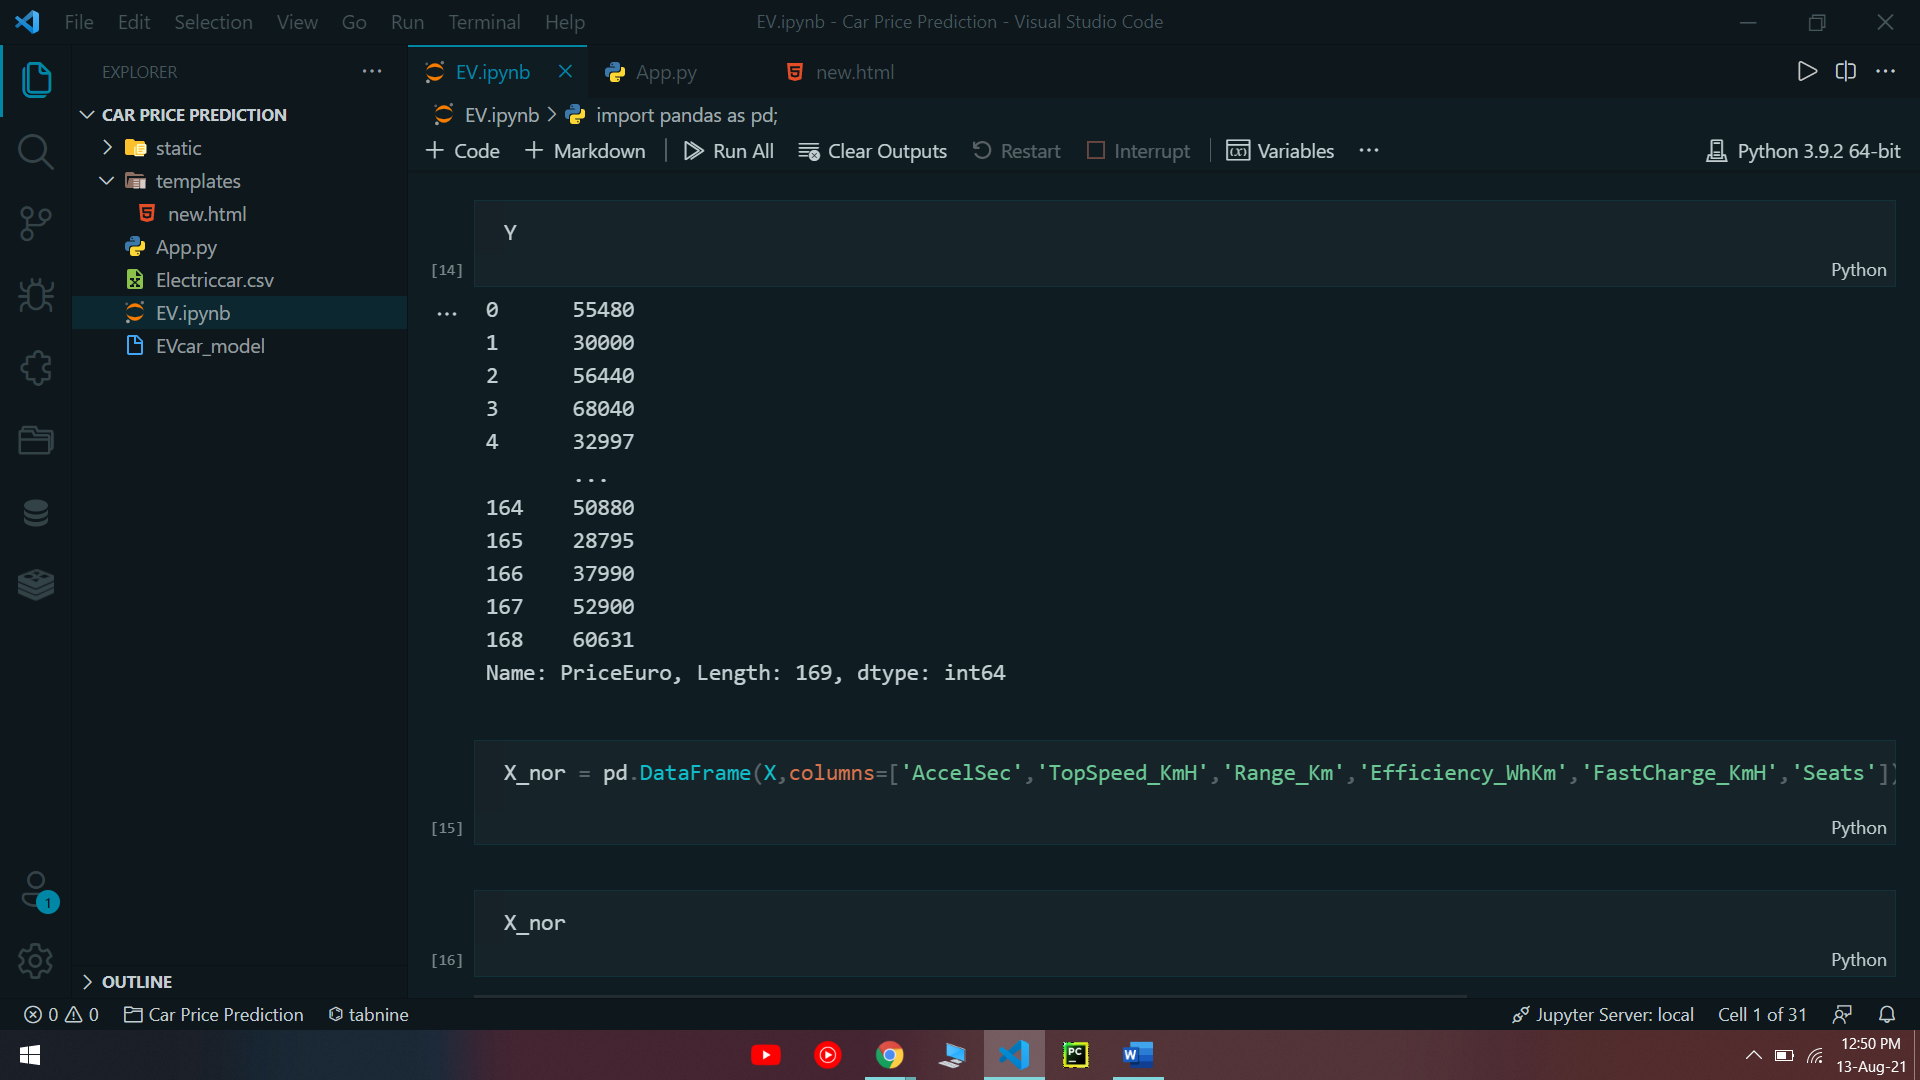 File Edit Selection View Go Run Terminal Help
EV.ipynb - Car Price Prediction - Visual Studio Code
EXPLORER
CAR PRICE PREDICTION
static
templates
new.html
App.py
Electriccar.csv
EV.ipynb
EVcar_model
OUTLINE
1
EV.ipynb App.py new.html
EV.ipynb > import pandas as pd;
+ Code + Markdown Run All Clear Outputs Restart Interrupt Variables ... Python 3.9.2 64-bit
Y
[14] Python
... 0 55480
1 30000
2 56440
3 68040
4 32997
...
164 50880
165 28795
166 37990
167 52900
168 60631
Name: PriceEuro, Length: 169, dtype: int64
X_nor = pd.DataFrame(X,columns=['AccelSec','TopSpeed_KmH','Range_Km','Efficiency_WhKm','FastCharge_KmH','Seats'])
[15] Python
X_nor
[16] Python
0 0 Car Price Prediction tabnine
Jupyter Server: local Cell 1 of 31
PC
W
12:50 PM
13-Aug-21